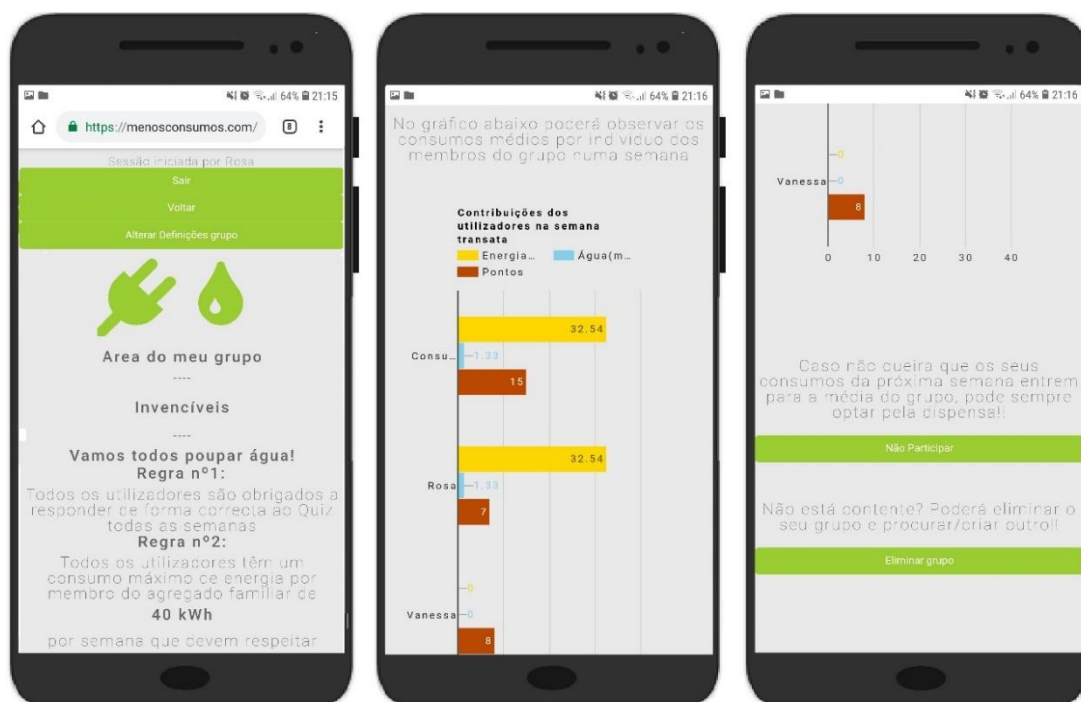 64% 21:15
https://menosconsumos.com/ 8
Sessão iniciada por Rosa
Sair
Voltar
Alterar Definições grupo
Area do meu grupo
----
Invencíveis
----
Vamos todos poupar água!
Regra nº1:
Todos os utilizadores são obrigados a
responder de forma correcta ao Quiz
todas as semanas
Regra nº2:
Todos os utilizadores têm um
consumo máximo ce energia por
membro do agregado familiar de
40 kWh
por semana que devem respeitar
64% 21:16
No gráfico abaixo pocerá observar os
consumos médios por ind viduo dos
membros do grupo numa semana
Contribuições dos
utilizadores na semana
transata
Energia… Água(m…
Pontos
32.54
Consu… 1.33
15
32.54
Rosa 1.33
7
0
Vanessa 0
8
64% 21:16
0
Vanessa 0
8
0 10 20 30 40
Caso não cueira que os seus
consumos da próxima semana entrem
para a média do grupo, pode sempre
optar pela dispensa!!
Não Participar
Não está contente? Poderá eliminar o
seu grupo e procurar/criar outro!!
Eliminar grupo